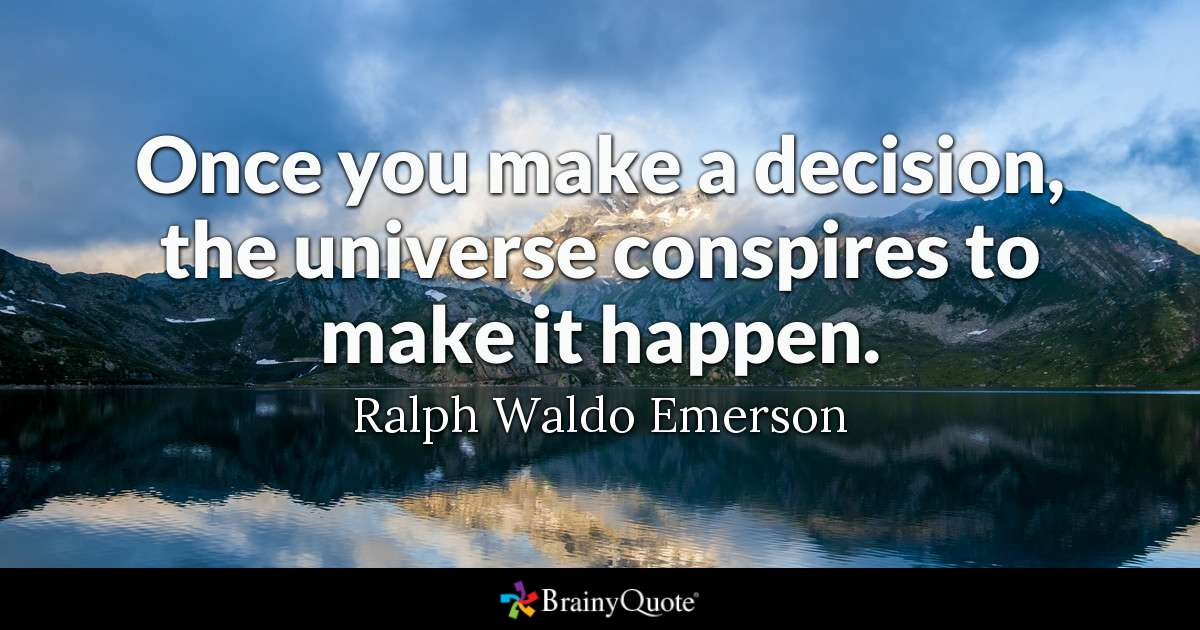 Once you make a decision,
the universe conspires to
make it happen.
Ralph Waldo Emerson
BrainyQuote®